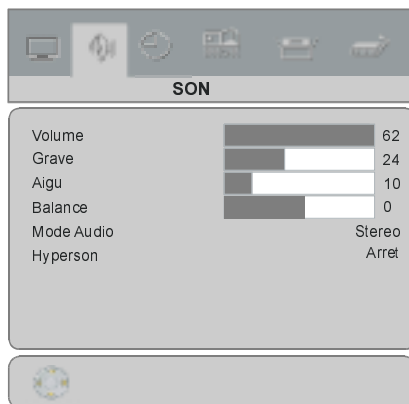 SON
Volume 62
Grave 24
Aigu 10
Balance 0
Mode Audio Stereo
Hyperson Arret